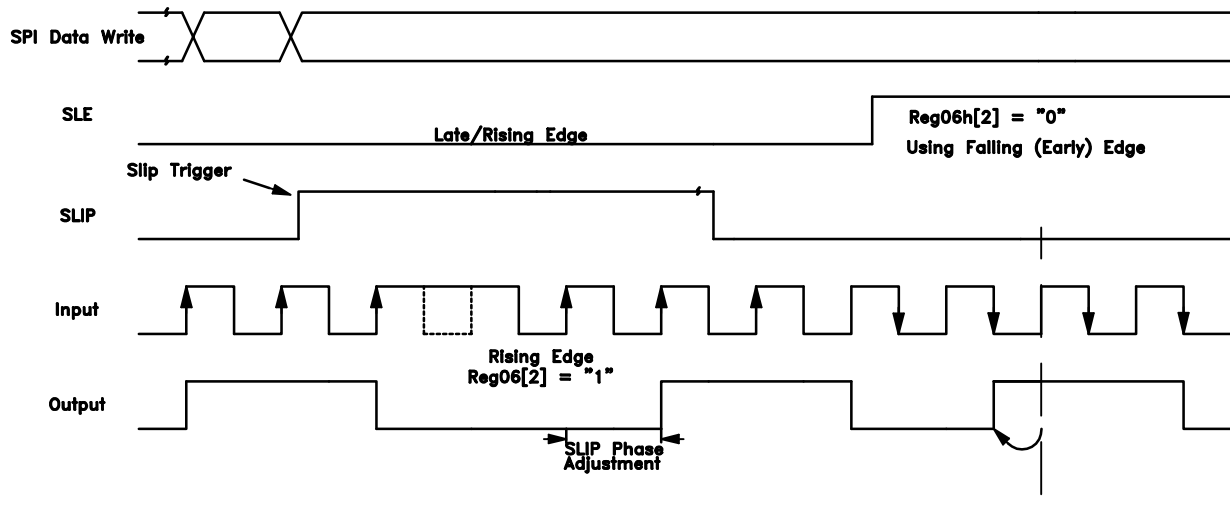 SPI Data Write
SLE
Late/Rising Edge
Reg06h[2] = "0"
Using Falling (Early) Edge
Slip Trigger
SLIP
Input
Rising Edge
Reg06[2] = "1"
Output
SLIP Phase
Adjustment